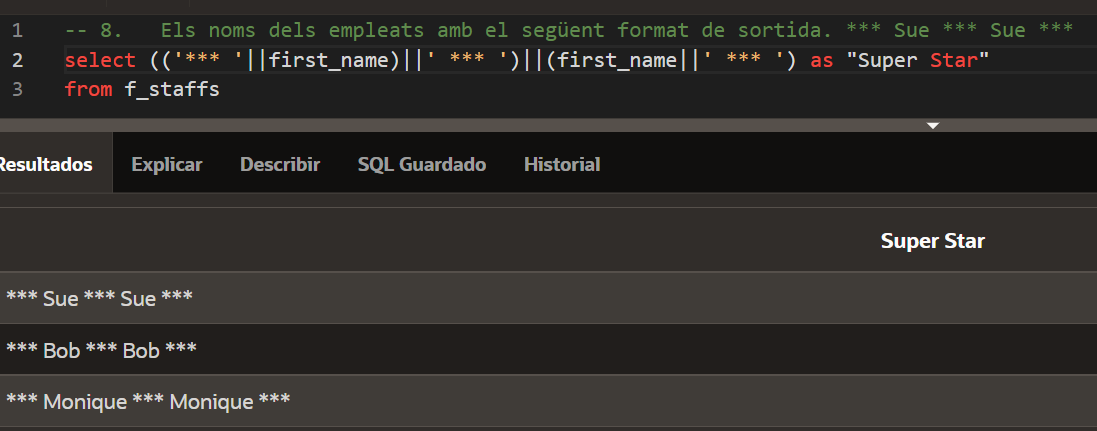 1 -- 8.   Els noms dels empleats amb el següent format de sortida. *** Sue *** Sue ***
2 select (('*** '||first_name)||' *** ')||(first_name||' *** ') as "Super Star"
3 from f_staffs
Resultados Explicar Describir SQL Guardado Historial
Super Star
*** Sue *** Sue ***
*** Bob *** Bob ***
*** Monique *** Monique ***